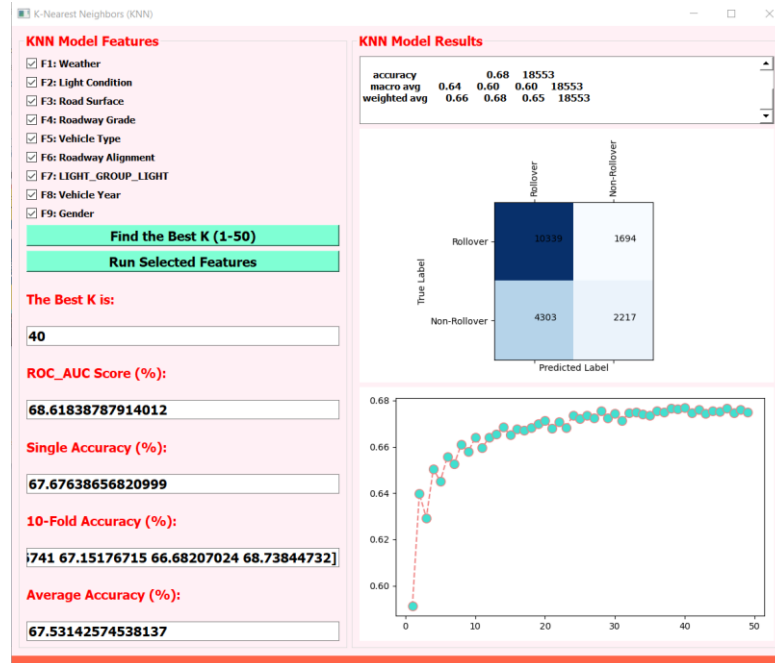 K-Nearest Neighbors (KNN)
KNN Model Features
F1: Weather
F2: Light Condition
F3: Road Surface
F4: Roadway Grade
F5: Vehicle Type
F6: Roadway Alignment
F7: LIGHT_GROUP_LIGHT
F8: Vehicle Year
F9: Gender
Find the Best K (1-50)
Run Selected Features
The Best K is:
40
ROC_AUC Score (%):
68.61838787914012
Single Accuracy (%):
67.67638656820999
10-Fold Accuracy (%):
5741 67.15176715 66.68207024 68.73844732]
Average Accuracy (%):
67.53142574538137
KNN Model Results
accuracy 0.68 18553
macro avg 0.64 0.60 0.60 18553
weighted avg 0.66 0.68 0.65 18553
Rollover
Non-Rollover
True Label
Rollover
10339 1694
Non-Rollover
4303 2217
Predicted Label
0.68
0.66
0.64
0.62
0.60
0 10 20 30 40 50